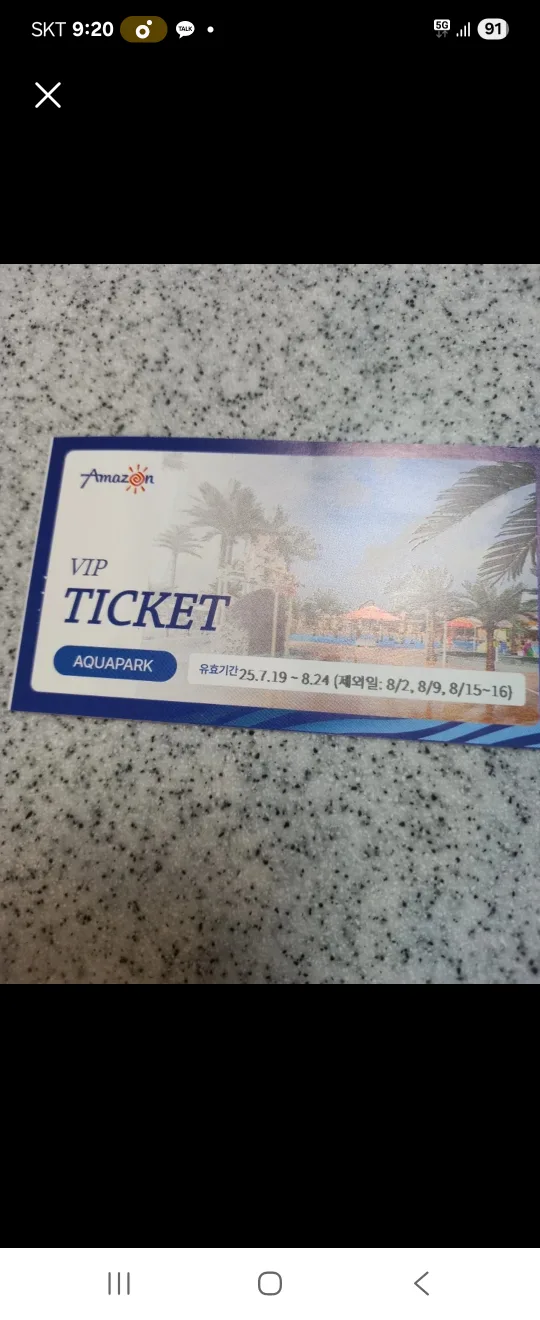 SKT 9:20 TALK 5G 91
Amazon
VIP
TICKET
AQUAPARK
유효기간 25.7.19 ~ 8.24 (제외일: 8/2, 8/9, 8/15~16)